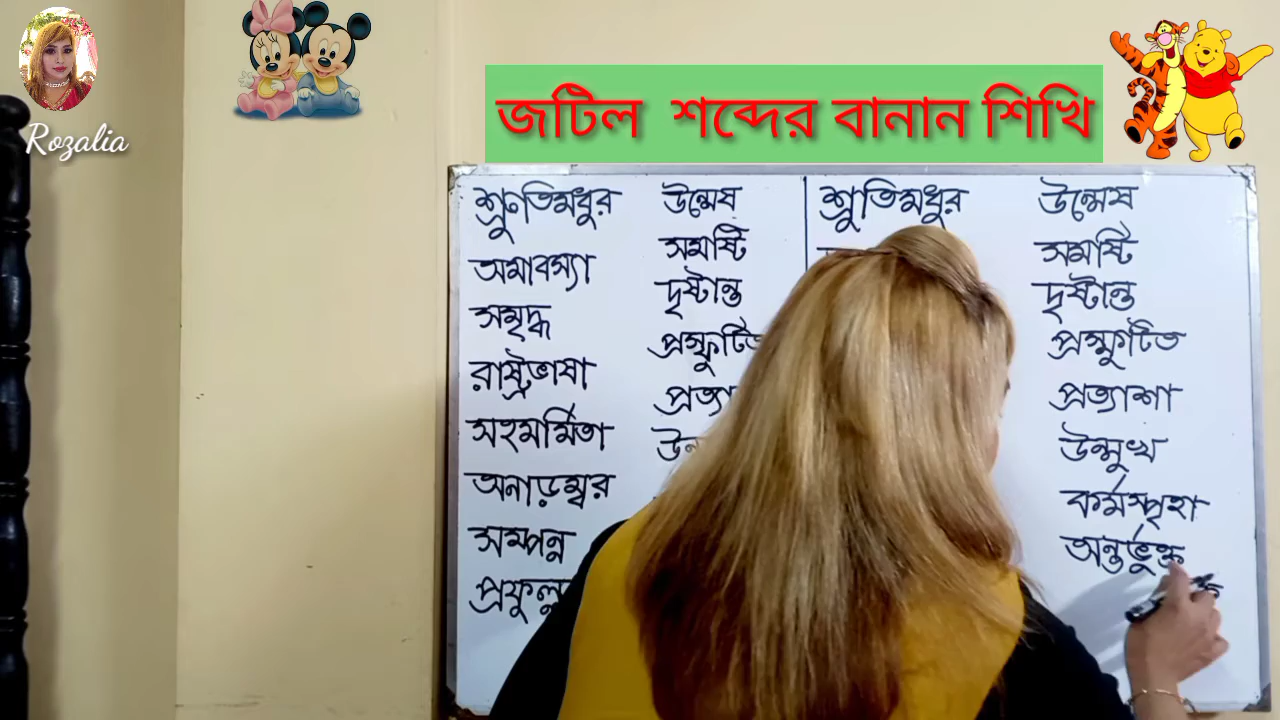 Rozalia
জটিল শব্দের বানান শিখি
শ্রুতিমধুর উন্মেষ শ্রুতিমধুর উন্মেষ
অমাবস্যা সমষ্টি সমষ্টি
সমৃদ্ধ দৃষ্টান্ত দৃষ্টান্ত
রাষ্ট্রভাষা প্রস্ফুটিত প্রস্ফুটিত
সহমর্মিতা প্রত্যাশা
অনাড়ম্বর উন্মুখ
সম্পন্ন কর্মস্পৃহা
অন্তর্ভুক্ত